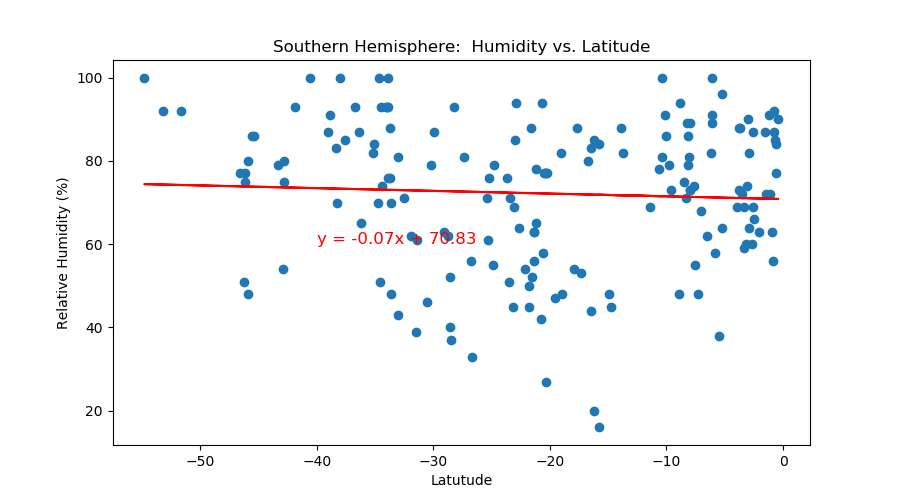 Southern Hemisphere:  Humidity vs. Latitude
100
80
60
40
20
Relative Humidity (%)
y = -0.07x + 70.83
−50
−40
−30
−20
−10
0
Latutude